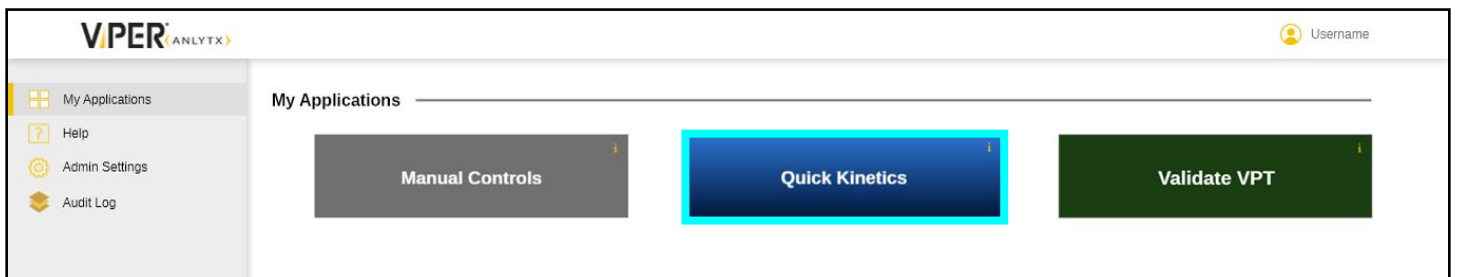 VIPER (ANLYTX)
Username
My Applications
Help
Admin Settings
Audit Log
My Applications
Manual Controls
i
Quick Kinetics
i
Validate VPT
i